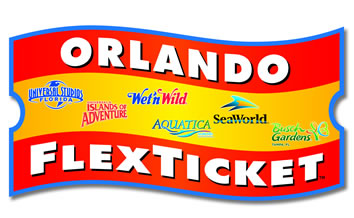 ORLANDO
UNIVERSAL STUDIOS
FLORIDA
ISLANDS OF
ADVENTURE
Wet'n Wild
AQUATICA
SeaWorld
Busch
Gardens
FLEXTICKET